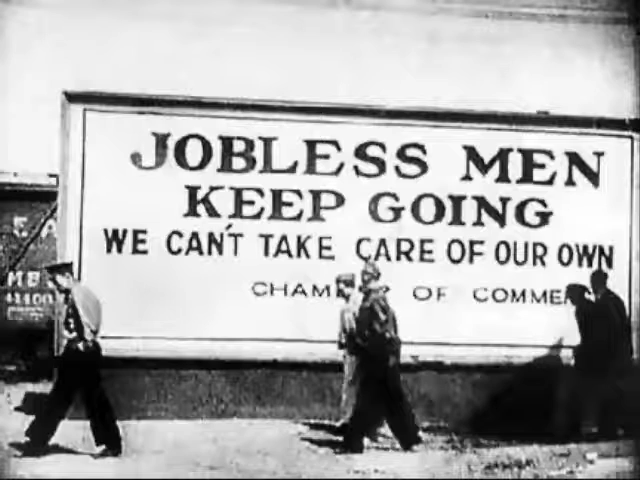 JOBLESS MEN
KEEP GOING
WE CAN'T TAKE CARE OF OUR OWN
CHAM OF COMME